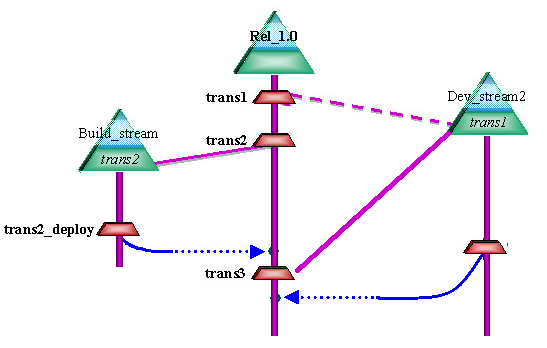 Rel_1.0
trans1
Dev_stream2
trans1
Build_stream
trans2
trans2
trans2_deploy
trans3